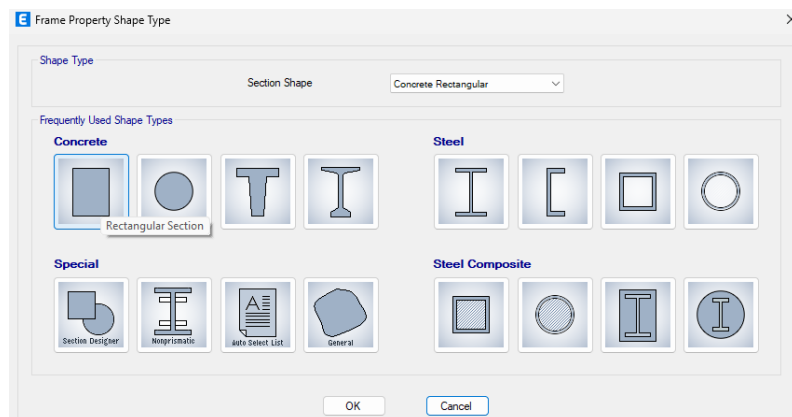 E Frame Property Shape Type
Shape Type
Section Shape Concrete Rectangular
Frequently Used Shape Types
Concrete Steel
Rectangular Section
Special Steel Composite
Section Designer Nonprismatic Auto Select List General
OK Cancel